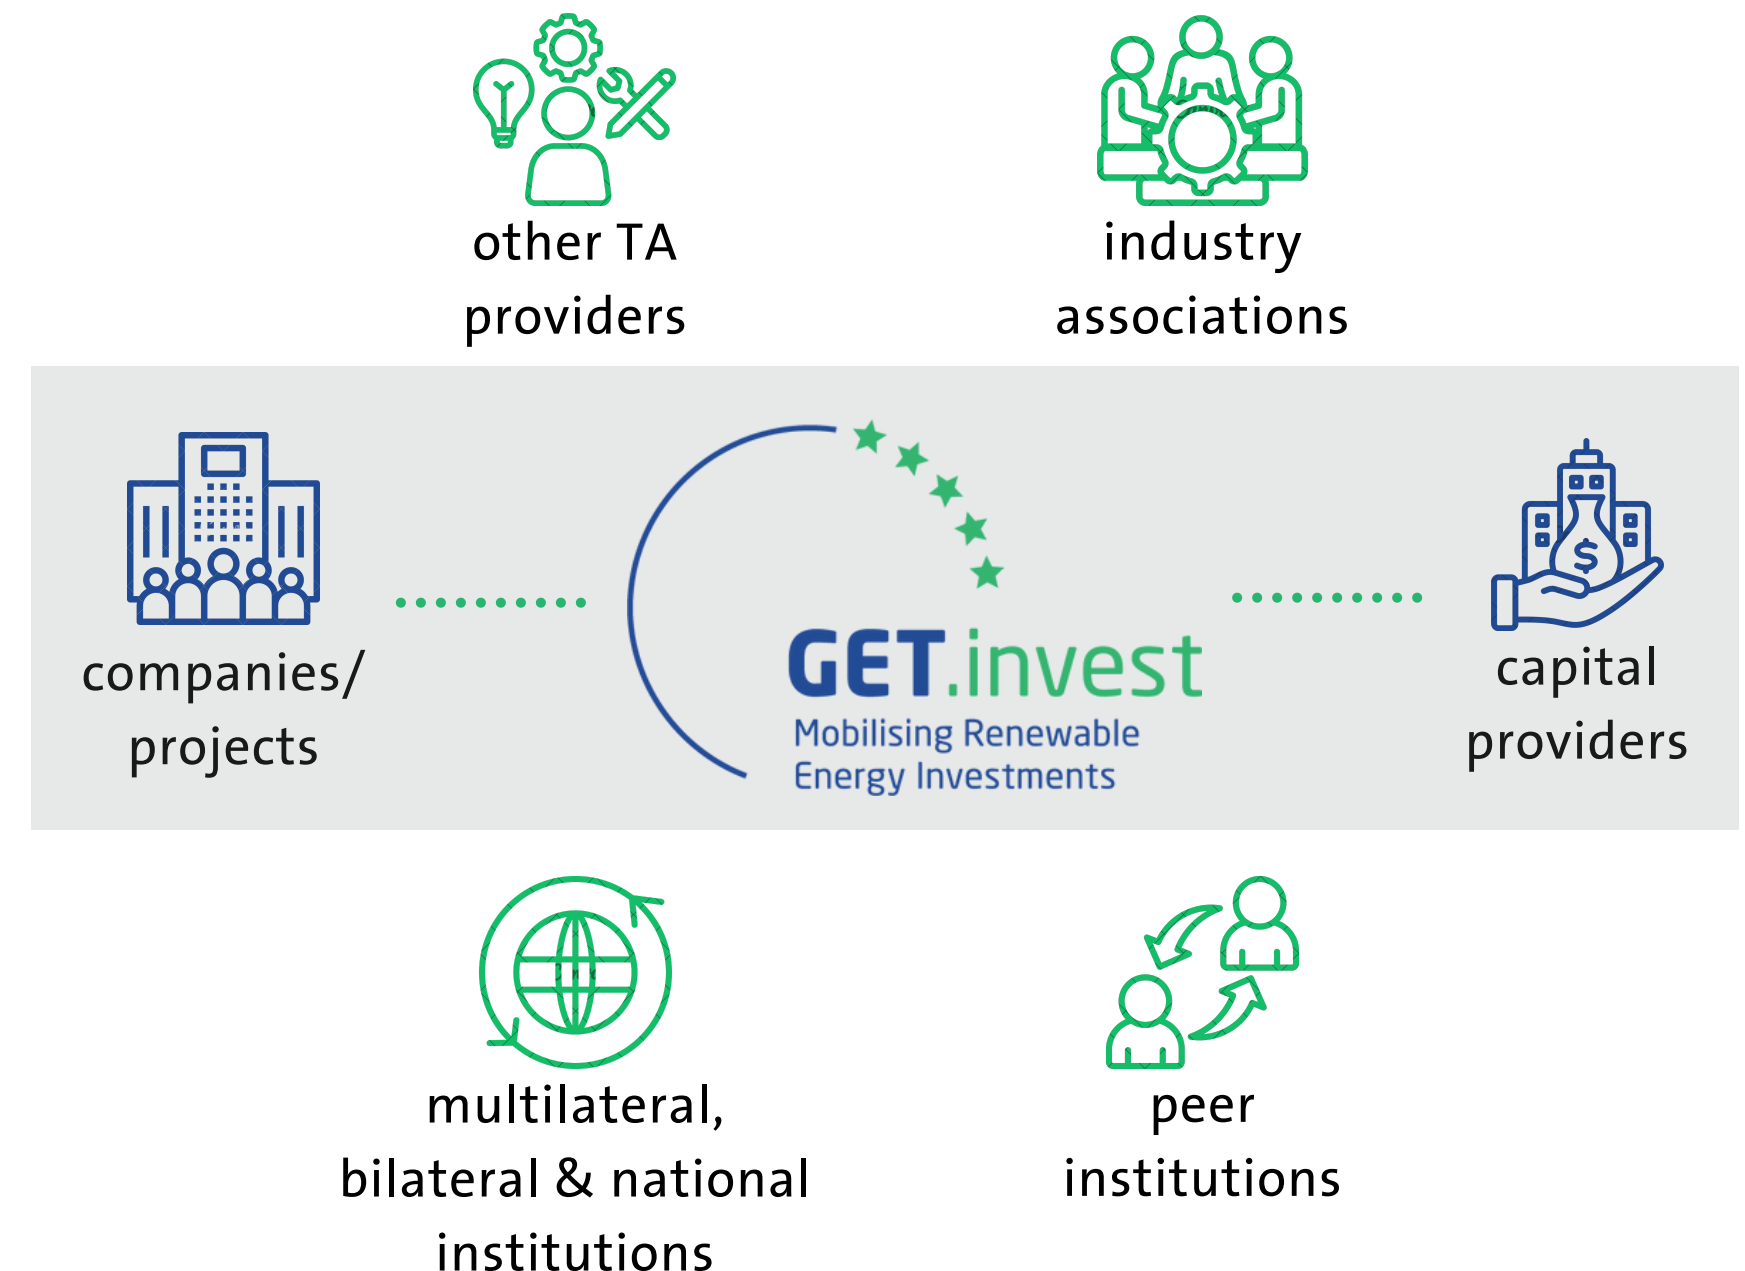 other TA
providers
industry
associations
companies/
projects
GET.invest
Mobilising Renewable
Energy Investments
$
capital
providers
multilateral,
bilateral & national
institutions
peer
institutions